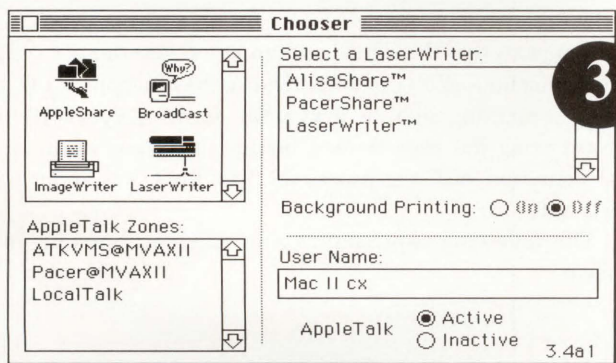 Chooser
Why?
AppleShare BroadCast
ImageWriter LaserWriter
AppleTalk Zones:
ATKVMS@MVAXII
Pacer@MVAXII
LocalTalk
Select a LaserWriter:
AlisaShare™
PacerShare™
LaserWriter™
3
Background Printing: On Off
User Name:
Mac II cx
AppleTalk Active
Inactive
3.4a1